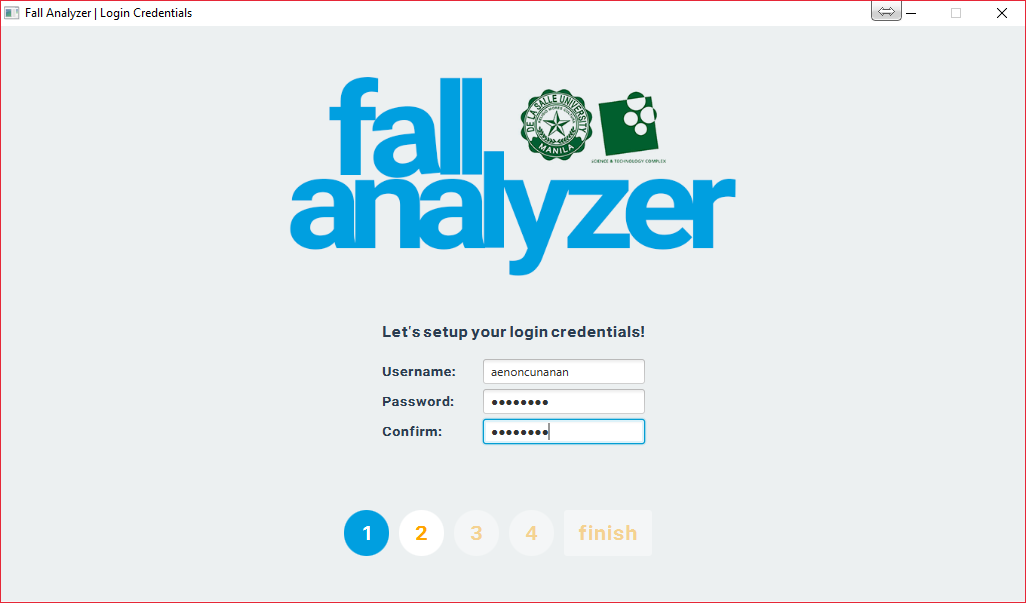 Fall Analyzer | Login Credentials
fall
analyzer
DE LA SALLE UNIVERSITY
MANILA
SCIENCE & TECHNOLOGY COMPLEX
Let's setup your login credentials!
Username: aenoncunanan
Password: ••••••••
Confirm: ••••••••
1 2 3 4 finish